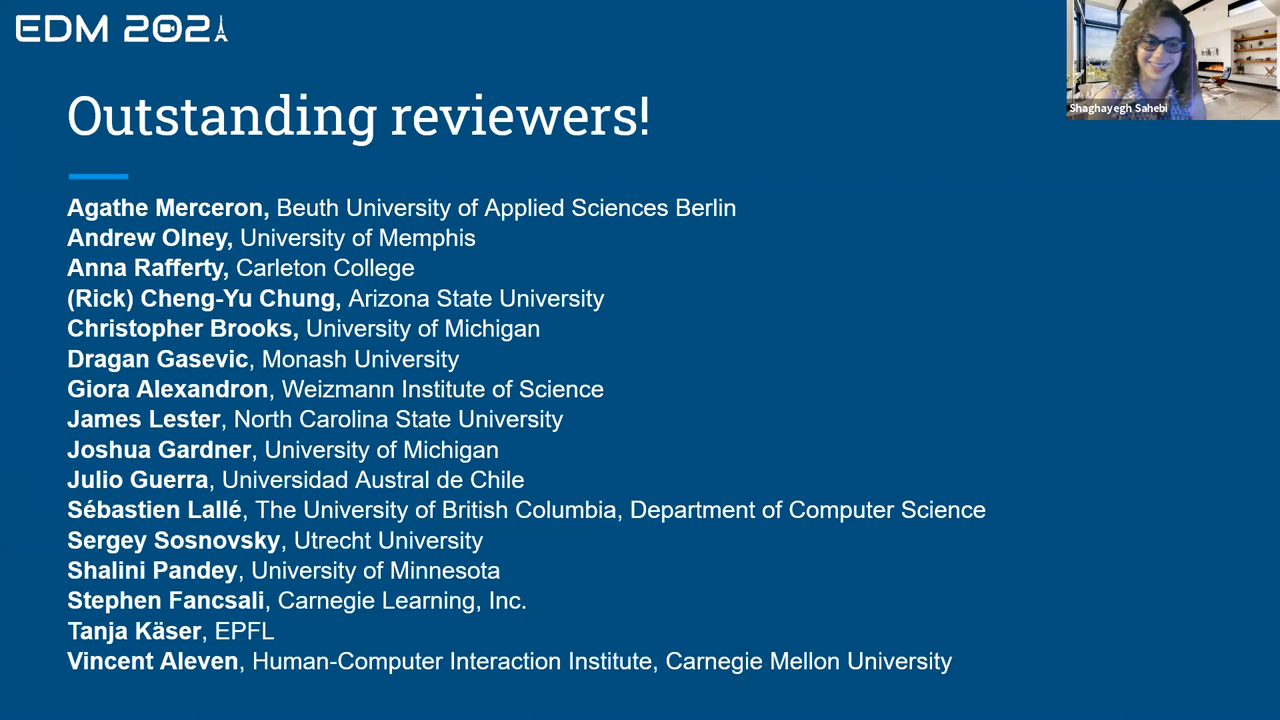 EDM 2021
Shaghayegh Sahebi
Outstanding reviewers!
Agathe Merceron, Beuth University of Applied Sciences Berlin
Andrew Olney, University of Memphis
Anna Rafferty, Carleton College
(Rick) Cheng-Yu Chung, Arizona State University
Christopher Brooks, University of Michigan
Dragan Gasevic, Monash University
Giora Alexandron, Weizmann Institute of Science
James Lester, North Carolina State University
Joshua Gardner, University of Michigan
Julio Guerra, Universidad Austral de Chile
Sébastien Lallé, The University of British Columbia, Department of Computer Science
Sergey Sosnovsky, Utrecht University
Shalini Pandey, University of Minnesota
Stephen Fancsali, Carnegie Learning, Inc.
Tanja Käser, EPFL
Vincent Aleven, Human-Computer Interaction Institute, Carnegie Mellon University